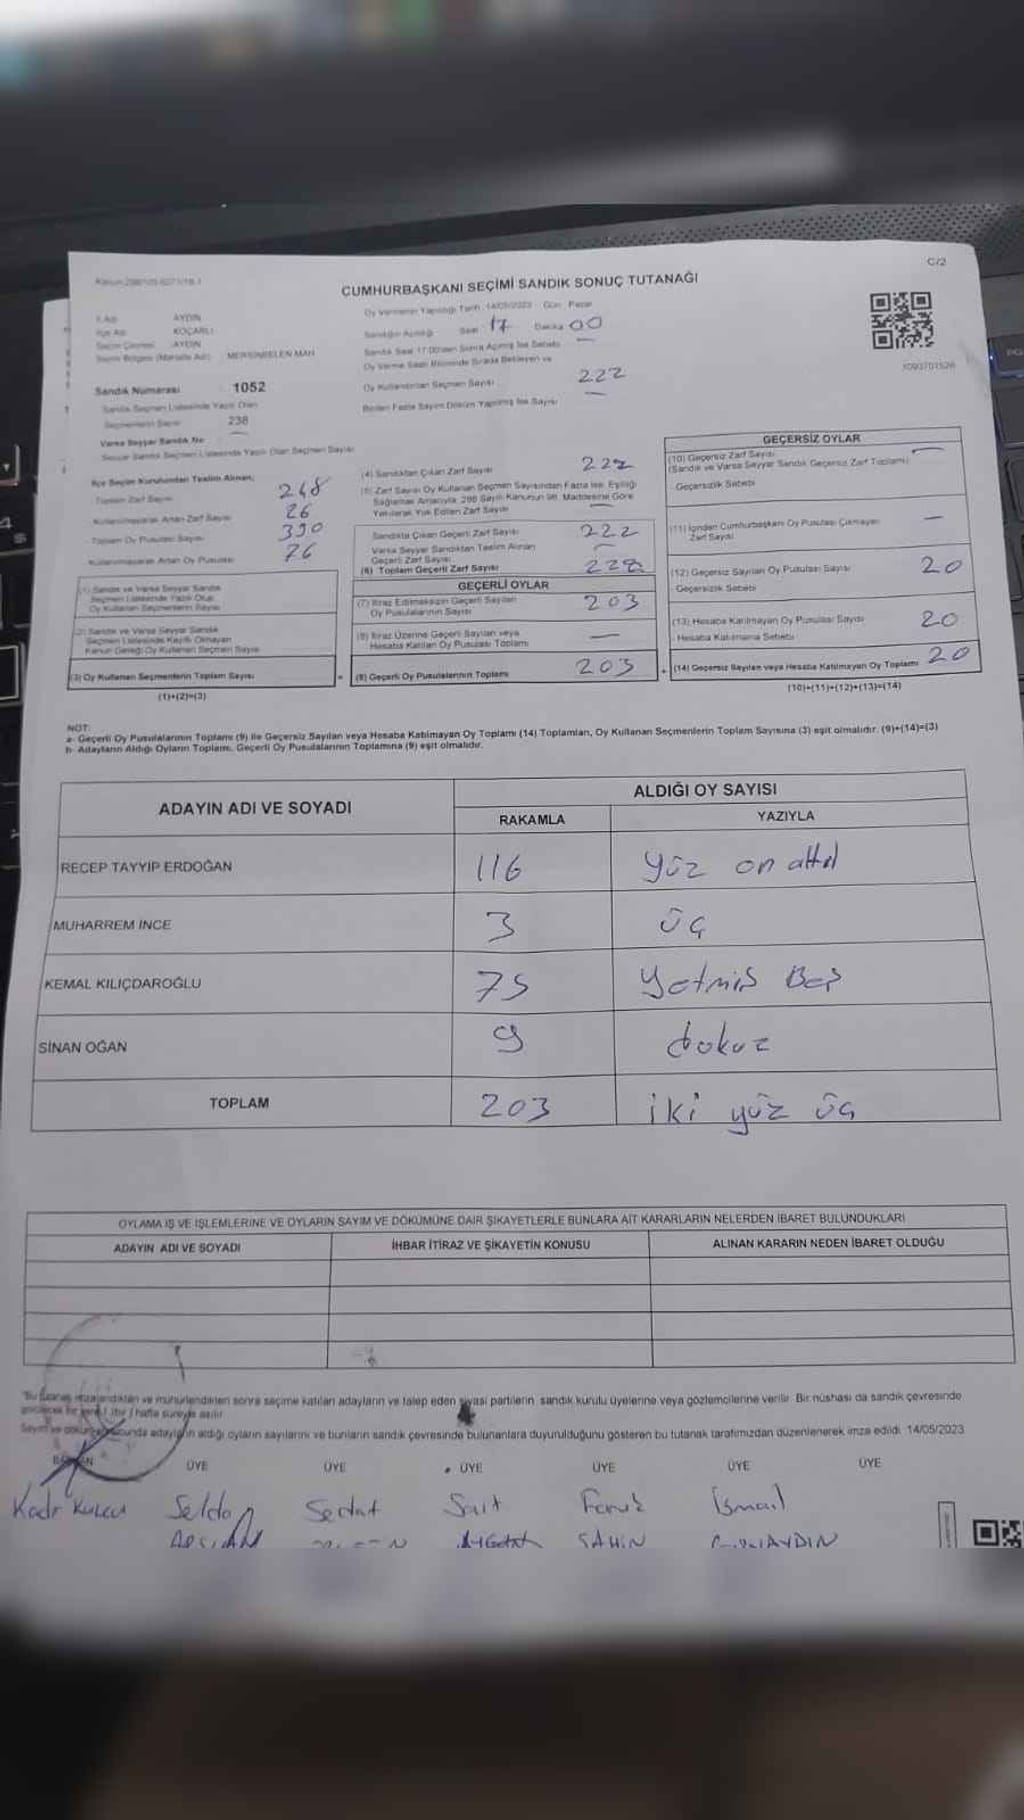 C/2
CUMHURBAŞKANI SEÇİMİ SANDIK SONUÇ TUTANAĞI
Oy Vermenin Yapıldığı Tarih : 14/05/2023 Gün : Pazar
İl Adı AYDIN
İlçe Adı KOÇARLI
Seçim Çevresi AYDIN
Seçim Bölgesi (Mahalle Adı) MERSİNBELEN MAH
Sandığın Açıldığı Saat 17 Dakika 00
Sandık Saat 17:00'den Sonra Açılmış İse Sebebi
Oy Verme Saati Bitiminde Sırada Bekleyen ve
Oy Kullandırılan Seçmen Sayısı 222
Birden Fazla Sayım Döküm Yapılmış İse Sayısı
Sandık Numarası 1052
Sandık Seçmen Listesinde Yazılı Olan
Seçmenlerin Sayısı 238
Varsa Seyyar Sandık No
Seyyar Sandık Seçmen Listesinde Yazılı Olan Seçmen Sayısı
İlçe Seçim Kurulundan Teslim Alınan;
Toplam Zarf Sayısı 248
Kullanılmayarak Artan Zarf Sayısı 26
Toplam Oy Pusulası Sayısı 330
Kullanılmayarak Artan Oy Pusulası 76
(1) Sandık ve Varsa Seyyar Sandık
Seçmen Listesinde Yazılı Olup
Oy Kullanan Seçmenlerin Sayısı
(2) Sandık ve Varsa Seyyar Sandık
Seçmen Listesinde Kayıtlı Olmayan
Kanun Gereği Oy Kullanan Seçmen Sayısı
(3) Oy Kullanan Seçmenlerin Toplam Sayısı
(1)+(2)=(3)
(4) Sandıktan Çıkan Zarf Sayısı 222
(5) Zarf Sayısı Oy Kullanan Seçmen Sayısından Fazla İse, Eşitliği
Sağlamak Amacıyla, 298 Sayılı Kanunun 98. Maddesine Göre
Yakılarak Yok Edilen Zarf Sayısı
Sandıkta Çıkan Geçerli Zarf Sayısı 222
Varsa Seyyar Sandıktan Teslim Alınan
Geçerli Zarf Sayısı
(6) Toplam Geçerli Zarf Sayısı 222
GEÇERLİ OYLAR
(7) İtiraz Edilmeksizin Geçerli Sayılan
Oy Pusulalarının Sayısı 203
(8) İtiraz Üzerine Geçerli Sayılan veya
Hesaba Katılan Oy Pusulası Toplamı —
(9) Geçerli Oy Pusulalarının Toplamı 203
GEÇERSİZ OYLAR
(10) Geçersiz Zarf Sayısı
(Sandık ve Varsa Seyyar Sandık Geçersiz Zarf Toplamı) —
Geçersizlik Sebebi
(11) İçinden Cumhurbaşkanı Oy Pusulası Çıkmayan
Zarf Sayısı —
(12) Geçersiz Sayılan Oy Pusulası Sayısı 20
Geçersizlik Sebebi
(13) Hesaba Katılmayan Oy Pusulası Sayısı 20
Hesaba Katılmama Sebebi
(14) Geçersiz Sayılan veya Hesaba Katılmayan Oy Toplamı 20
(10)+(11)+(12)+(13)=(14)
NOT:
a- Geçerli Oy Pusulalarının Toplamı (9) ile Geçersiz Sayılan veya Hesaba Katılmayan Oy Toplamı (14) Toplamları, Oy Kullanan Seçmenlerin Toplam Sayısına (3) eşit olmalıdır. (9)+(14)=(3)
b- Adayların Aldığı Oyların Toplamı, Geçerli Oy Pusulalarının Toplamına (9) eşit olmalıdır.
ADAYIN ADI VE SOYADI ALDIĞI OY SAYISI
RAKAMLA YAZIYLA
RECEP TAYYİP ERDOĞAN 116 yüz on altı
MUHARREM İNCE 3 üç
KEMAL KILIÇDAROĞLU 75 yetmiş Beş
SİNAN OĞAN 9 dokuz
TOPLAM 203 iki yüz üç
OYLAMA İŞ VE İŞLEMLERİNE VE OYLARIN SAYIM VE DÖKÜMÜNE DAİR ŞİKAYETLERLE BUNLARA AİT KARARLARIN NELERDEN İBARET BULUNDUKLARI
ADAYIN ADI VE SOYADI İHBAR İTİRAZ VE ŞİKAYETİN KONUSU ALINAN KARARIN NEDEN İBARET OLDUĞU
Bu tutanak imzalandıktan ve mühürlendikten sonra seçime katılan adayların ve talep eden siyasi partilerin, sandık kurulu üyelerine veya gözlemcilerine verilir. Bir nüshası da sandık çevresinde
görülecek bir yere 1 (bir) hafta süreyle asılır.
Sayım ve döküm sonucunda adayların aldığı oyların sayılarını ve bunların sandık çevresinde bulunanlara duyurulduğunu gösteren bu tutanak tarafımızdan düzenlenerek imza edildi. 14/05/2023
BAŞKAN ÜYE ÜYE ÜYE ÜYE ÜYE ÜYE
Kadir Selda Sedat Sait Faruk İsmail
ŞAHİN